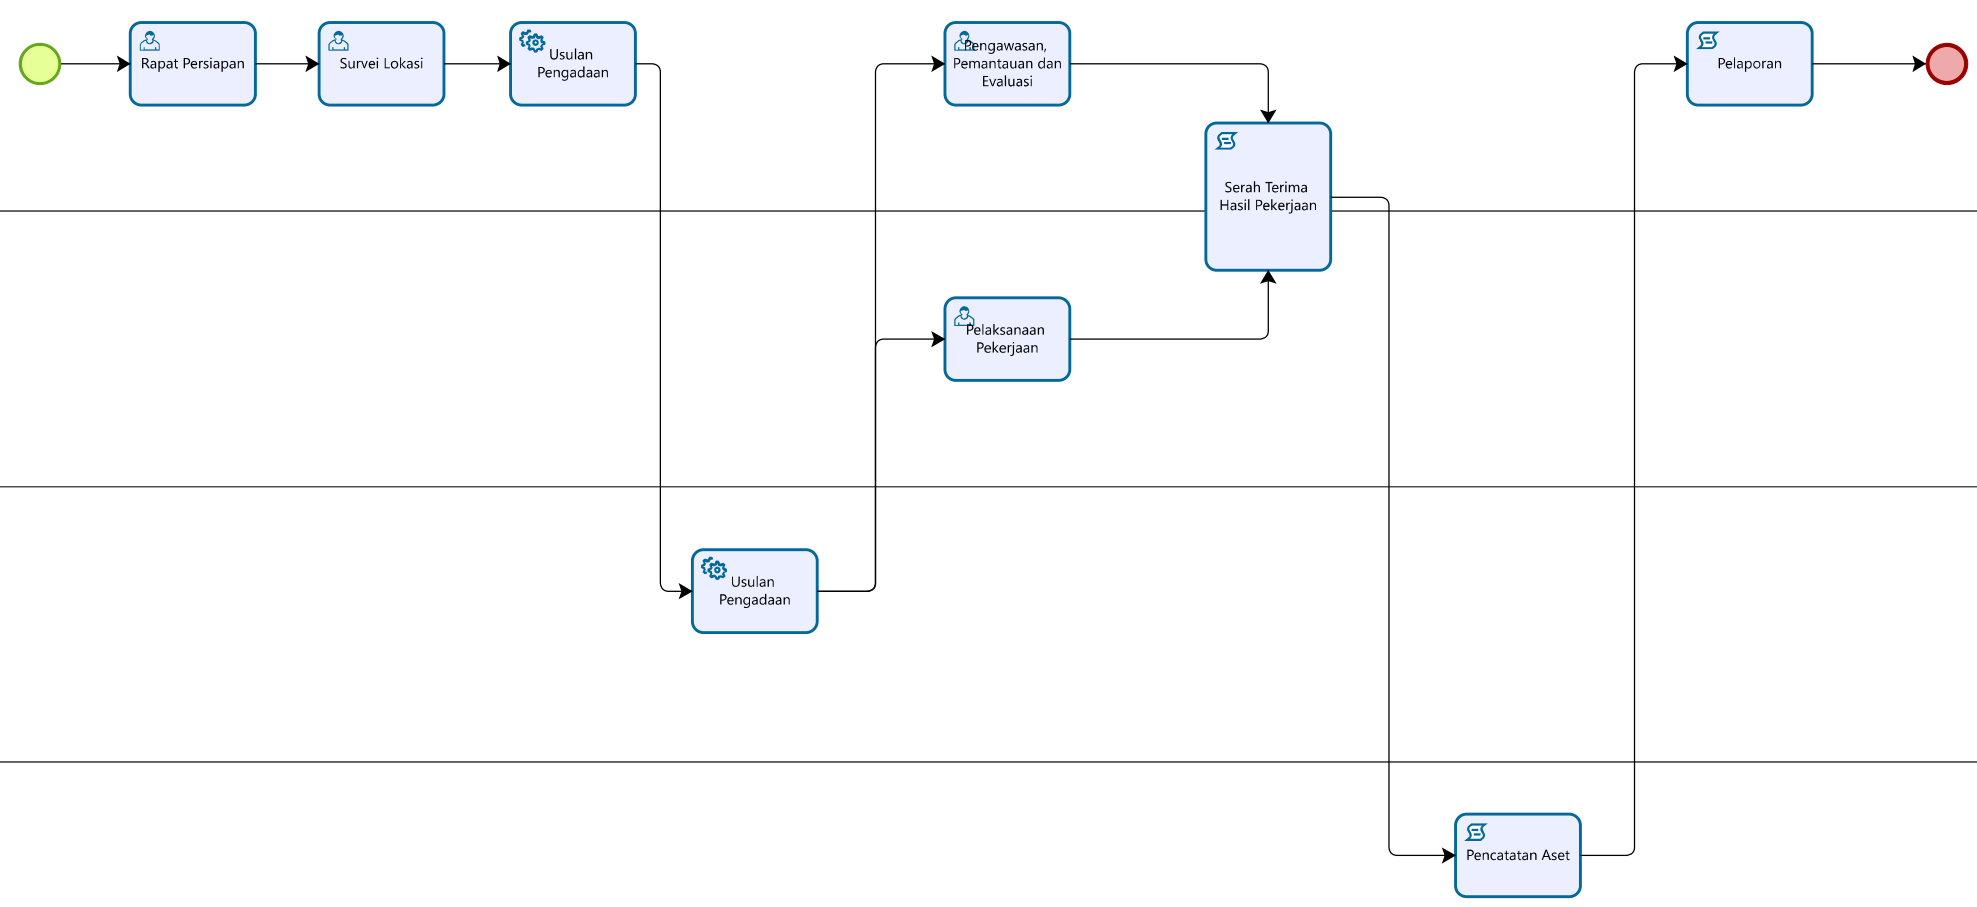 Rapat Persiapan
Survei Lokasi
Usulan
Pengadaan
Pengawasan,
Pemantauan dan
Evaluasi
Pelaporan
Serah Terima
Hasil Pekerjaan
Pelaksanaan
Pekerjaan
Usulan
Pengadaan
Pencatatan Aset